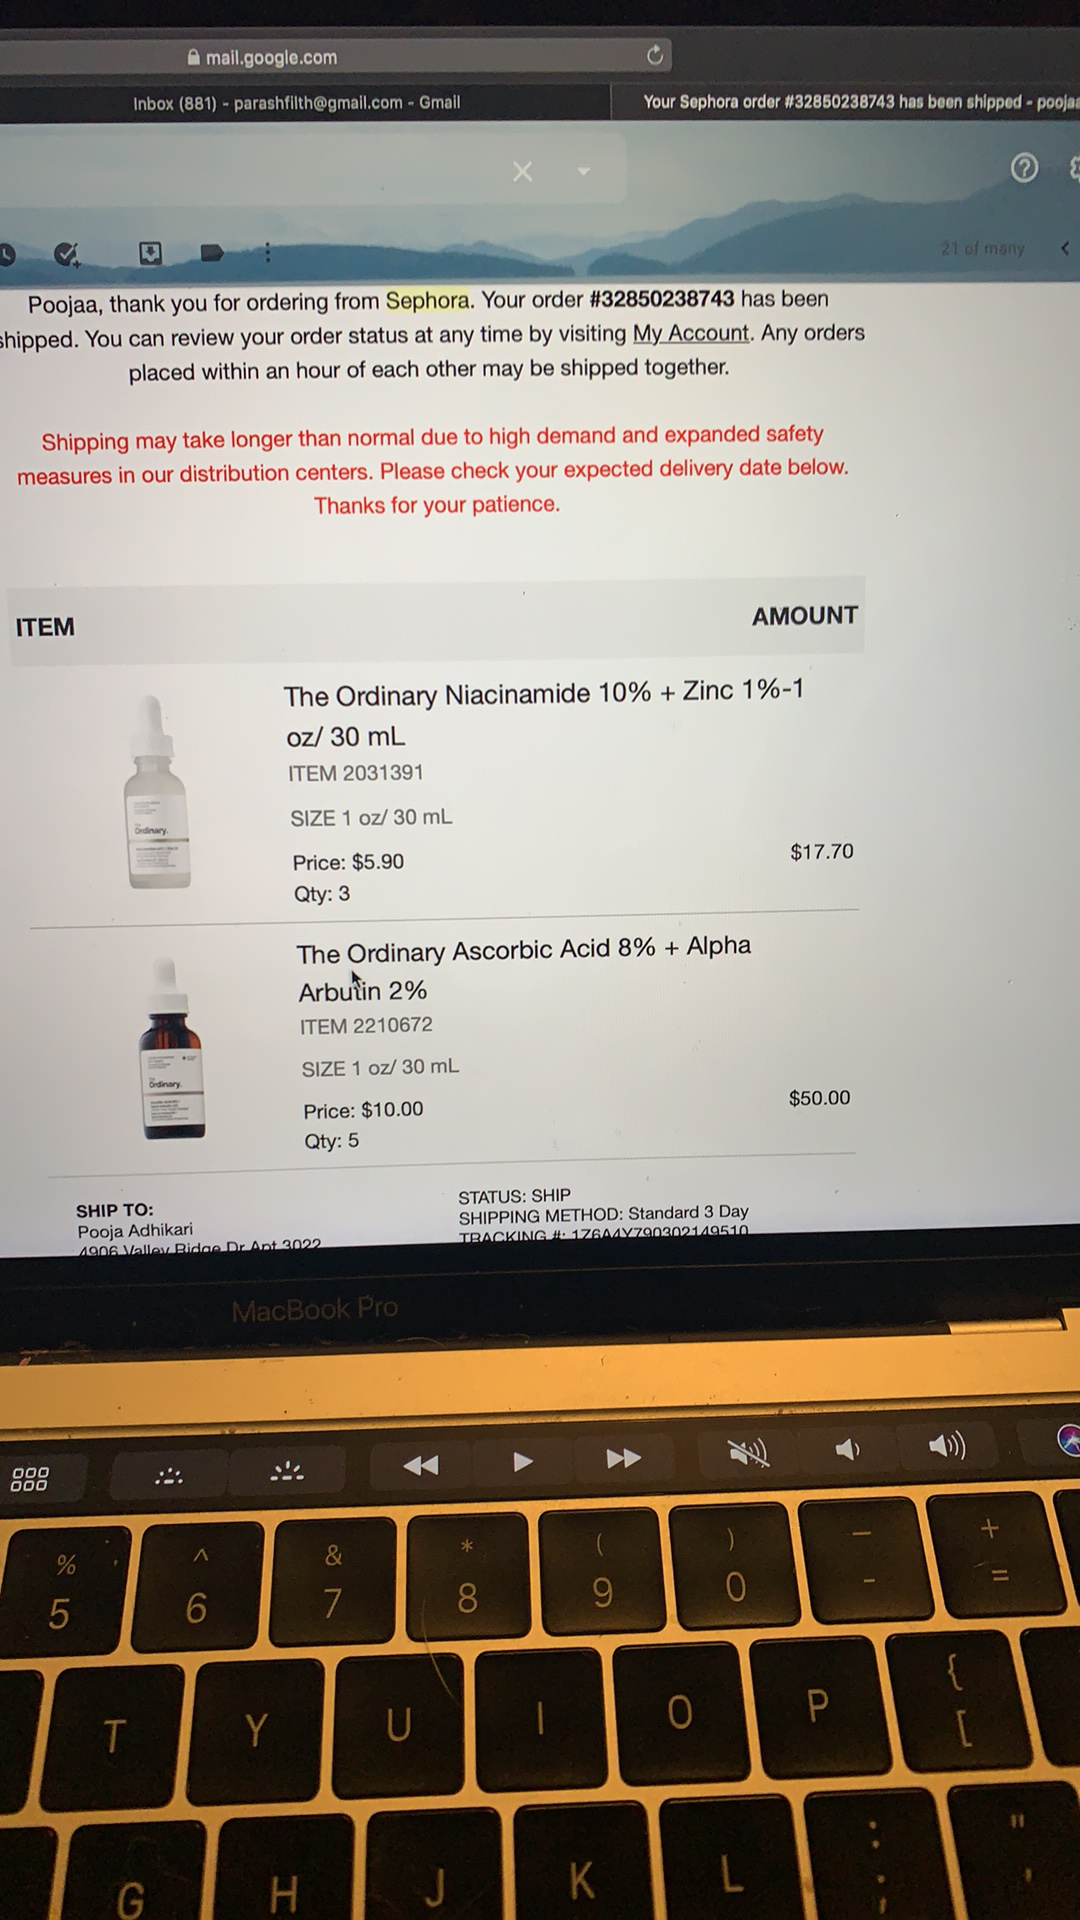 mail.google.com
Inbox (881) - parashfilth@gmail.com - Gmail
Your Sephora order #32850238743 has been shipped - poojaa
21 of many
Poojaa, thank you for ordering from Sephora. Your order #32850238743 has been
shipped. You can review your order status at any time by visiting My Account. Any orders
placed within an hour of each other may be shipped together.
Shipping may take longer than normal due to high demand and expanded safety
measures in our distribution centers. Please check your expected delivery date below.
Thanks for your patience.
ITEM AMOUNT
The Ordinary Niacinamide 10% + Zinc 1%-1
oz/ 30 mL
ITEM 2031391
SIZE 1 oz/ 30 mL
Price: $5.90
$17.70
Qty: 3
Ordinary.
The Ordinary Ascorbic Acid 8% + Alpha
Arbutin 2%
ITEM 2210672
SIZE 1 oz/ 30 mL
Price: $10.00
$50.00
Qty: 5
Ordinary.
SHIP TO:
Pooja Adhikari
4906 Valley Ridge Dr Apt 3022
STATUS: SHIP
SHIPPING METHOD: Standard 3 Day
TRACKING #: 1Z6A4Y790302149510
MacBook Pro
% ^ & * ( ) — +
5 6 7 8 9 0 - =
T Y U I O P { [
G H J K L : ; " '